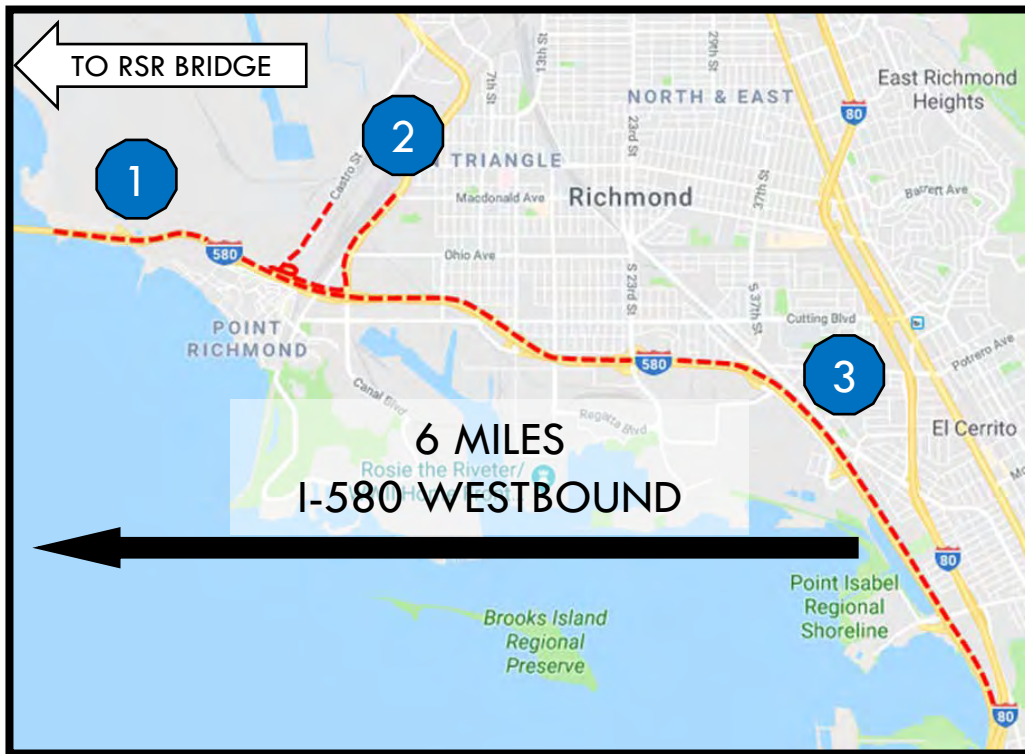 TO RSR BRIDGE
7th St
13th St
29th St
East Richmond
Heights
NORTH & EAST
80
1
2
Castro St
TRIANGLE
23rd St
37th St
Macdonald Ave
Richmond
Barrett Ave
580
Ohio Ave
S 23rd St
S 37th St
Cutting Blvd
POINT
RICHMOND
580
3
Potrero Ave
Canal Blvd
Regatta Blvd
El Cerrito
6 MILES
Rosie the Riveter/
I-580 WESTBOUND
80
Point Isabel
Regional
Shoreline
Brooks Island
Regional
Preserve
80